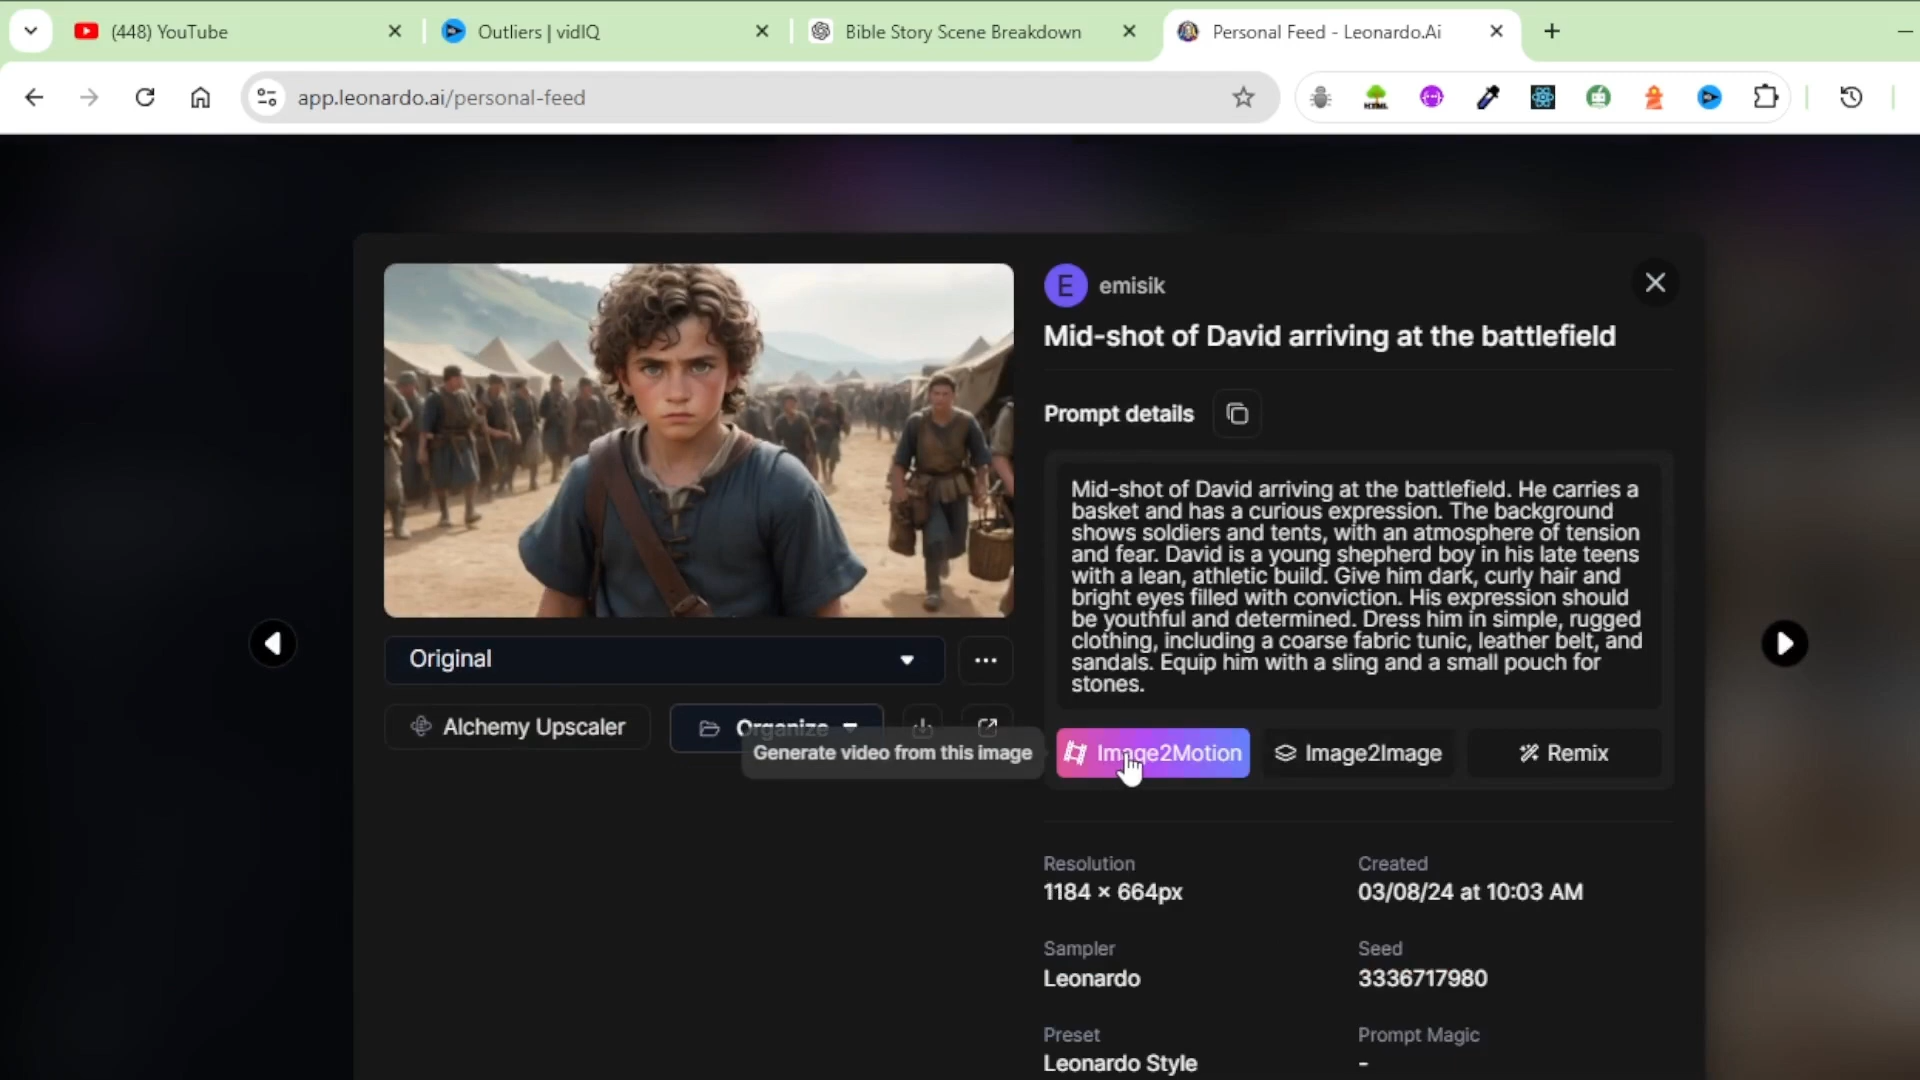 (448) YouTube
Outliers | vidIQ
Bible Story Scene Breakdown
Personal Feed - Leonardo.Ai
app.leonardo.ai/personal-feed
E emisik
Mid-shot of David arriving at the battlefield
Prompt details
Mid-shot of David arriving at the battlefield. He carries a
basket and has a curious expression. The background
shows soldiers and tents, with an atmosphere of tension
and fear. David is a young shepherd boy in his late teens
with a lean, athletic build. Give him dark, curly hair and
bright eyes filled with conviction. His expression should
be youthful and determined. Dress him in simple, rugged
clothing, including a coarse fabric tunic, leather belt, and
sandals. Equip him with a sling and a small pouch for
stones.
Original
Alchemy Upscaler
Organize
Generate video from this image
Image2Motion
Image2Image
Remix
Resolution
1184 × 664px
Created
03/08/24 at 10:03 AM
Sampler
Leonardo
Seed
3336717980
Preset
Leonardo Style
Prompt Magic
-